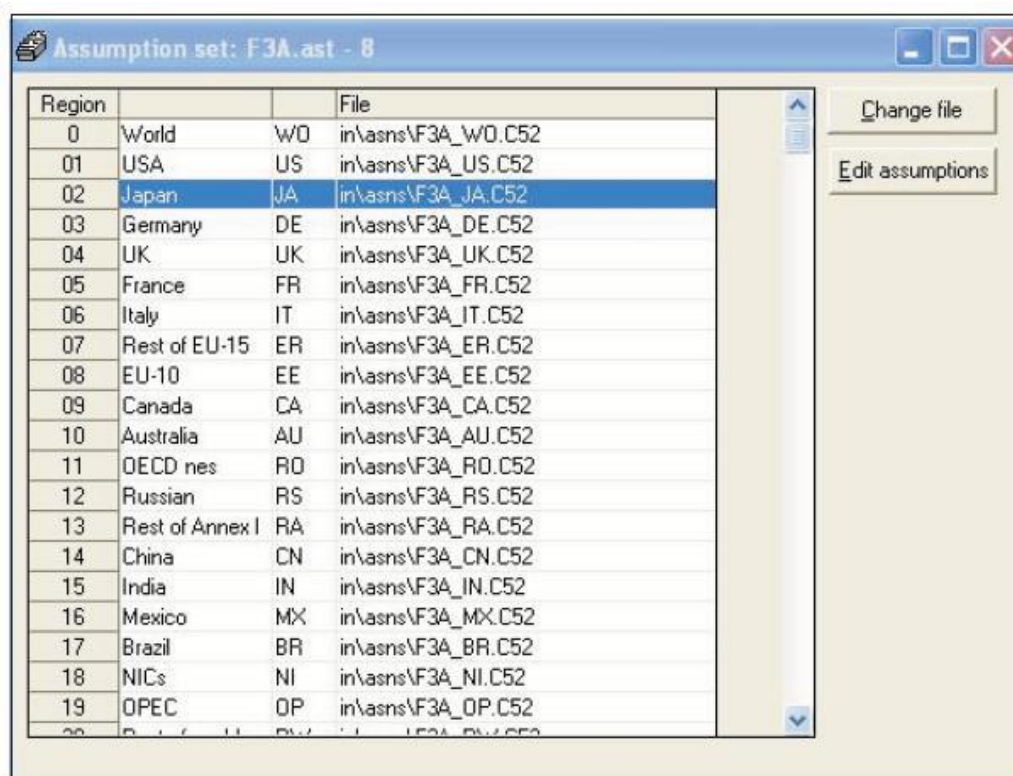 Assumption set: F3A.ast - 8
Region File
0 World WO in\asns\F3A_WO.C52
01 USA US in\asns\F3A_US.C52
02 Japan JA in\asns\F3A_JA.C52
03 Germany DE in\asns\F3A_DE.C52
04 UK UK in\asns\F3A_UK.C52
05 France FR in\asns\F3A_FR.C52
06 Italy IT in\asns\F3A_IT.C52
07 Rest of EU-15 ER in\asns\F3A_ER.C52
08 EU-10 EE in\asns\F3A_EE.C52
09 Canada CA in\asns\F3A_CA.C52
10 Australia AU in\asns\F3A_AU.C52
11 OECD nes RO in\asns\F3A_RO.C52
12 Russian RS in\asns\F3A_RS.C52
13 Rest of Annex I RA in\asns\F3A_RA.C52
14 China CN in\asns\F3A_CN.C52
15 India IN in\asns\F3A_IN.C52
16 Mexico MX in\asns\F3A_MX.C52
17 Brazil BR in\asns\F3A_BR.C52
18 NICs NI in\asns\F3A_NI.C52
19 OPEC OP in\asns\F3A_OP.C52
Change file
Edit assumptions